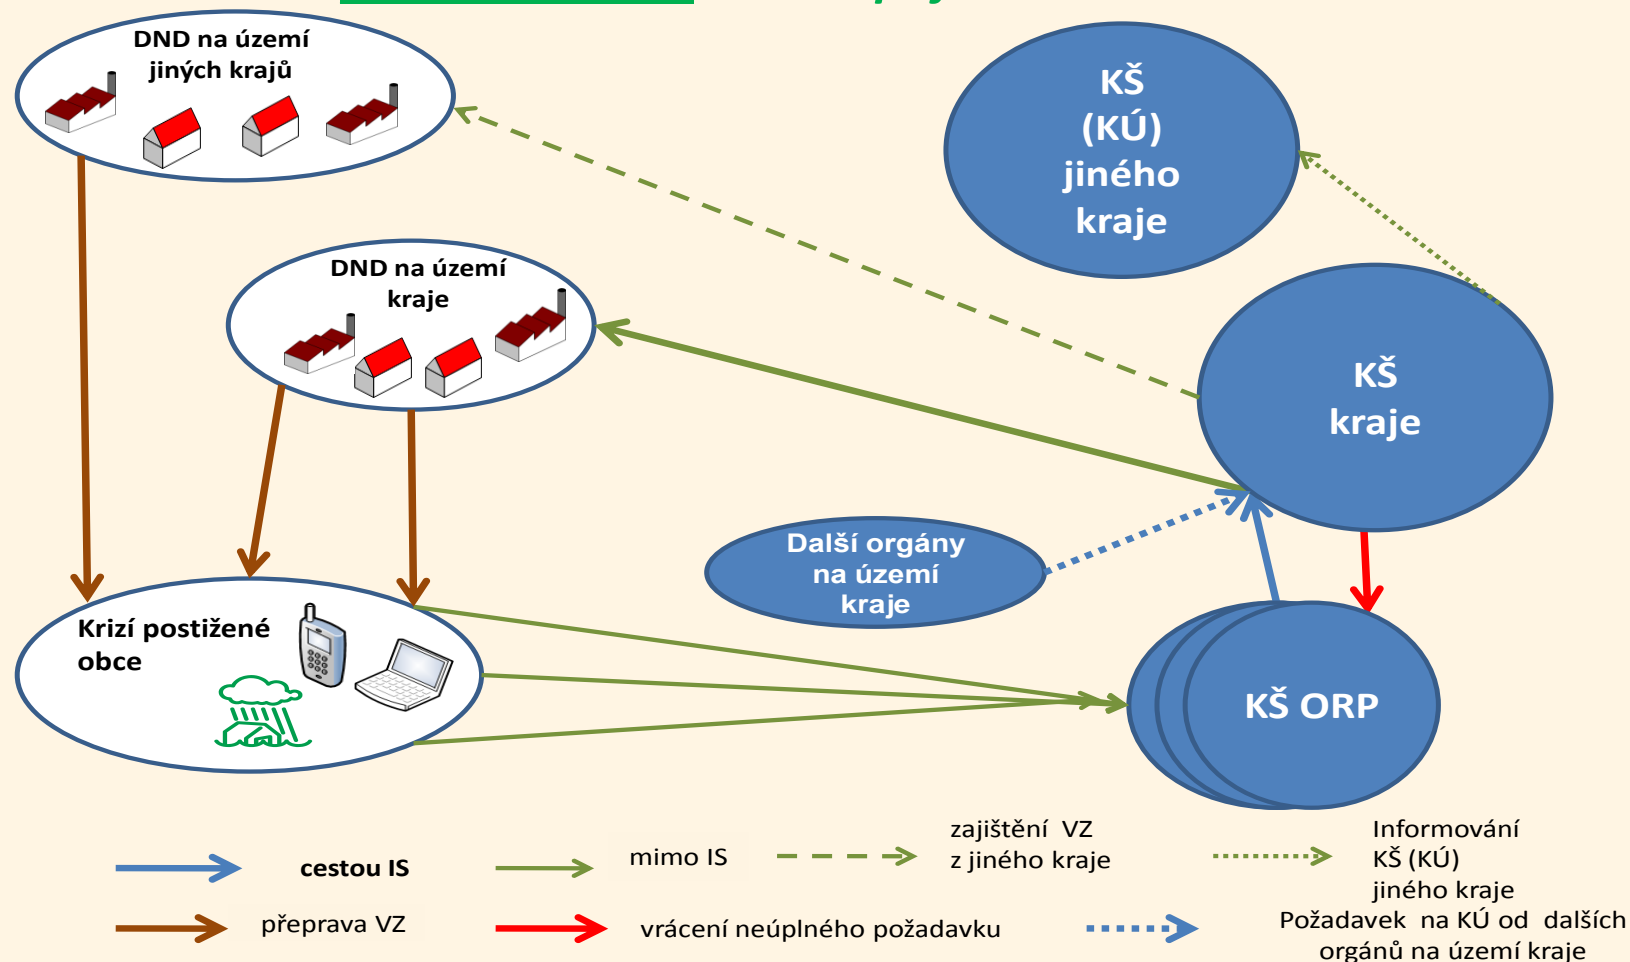 DND na území
jiných krajů
KŠ
(KÚ)
jiného
kraje
DND na území
kraje
KŠ
kraje
Další orgány
na území
kraje
Krizí postižené
obce
KŠ ORP
cestou IS
mimo IS
zajištění VZ
z jiného kraje
Informování
KŠ (KÚ)
jiného kraje
přeprava VZ
vrácení neúplného požadavku
Požadavek na KÚ od dalších
orgánů na území kraje